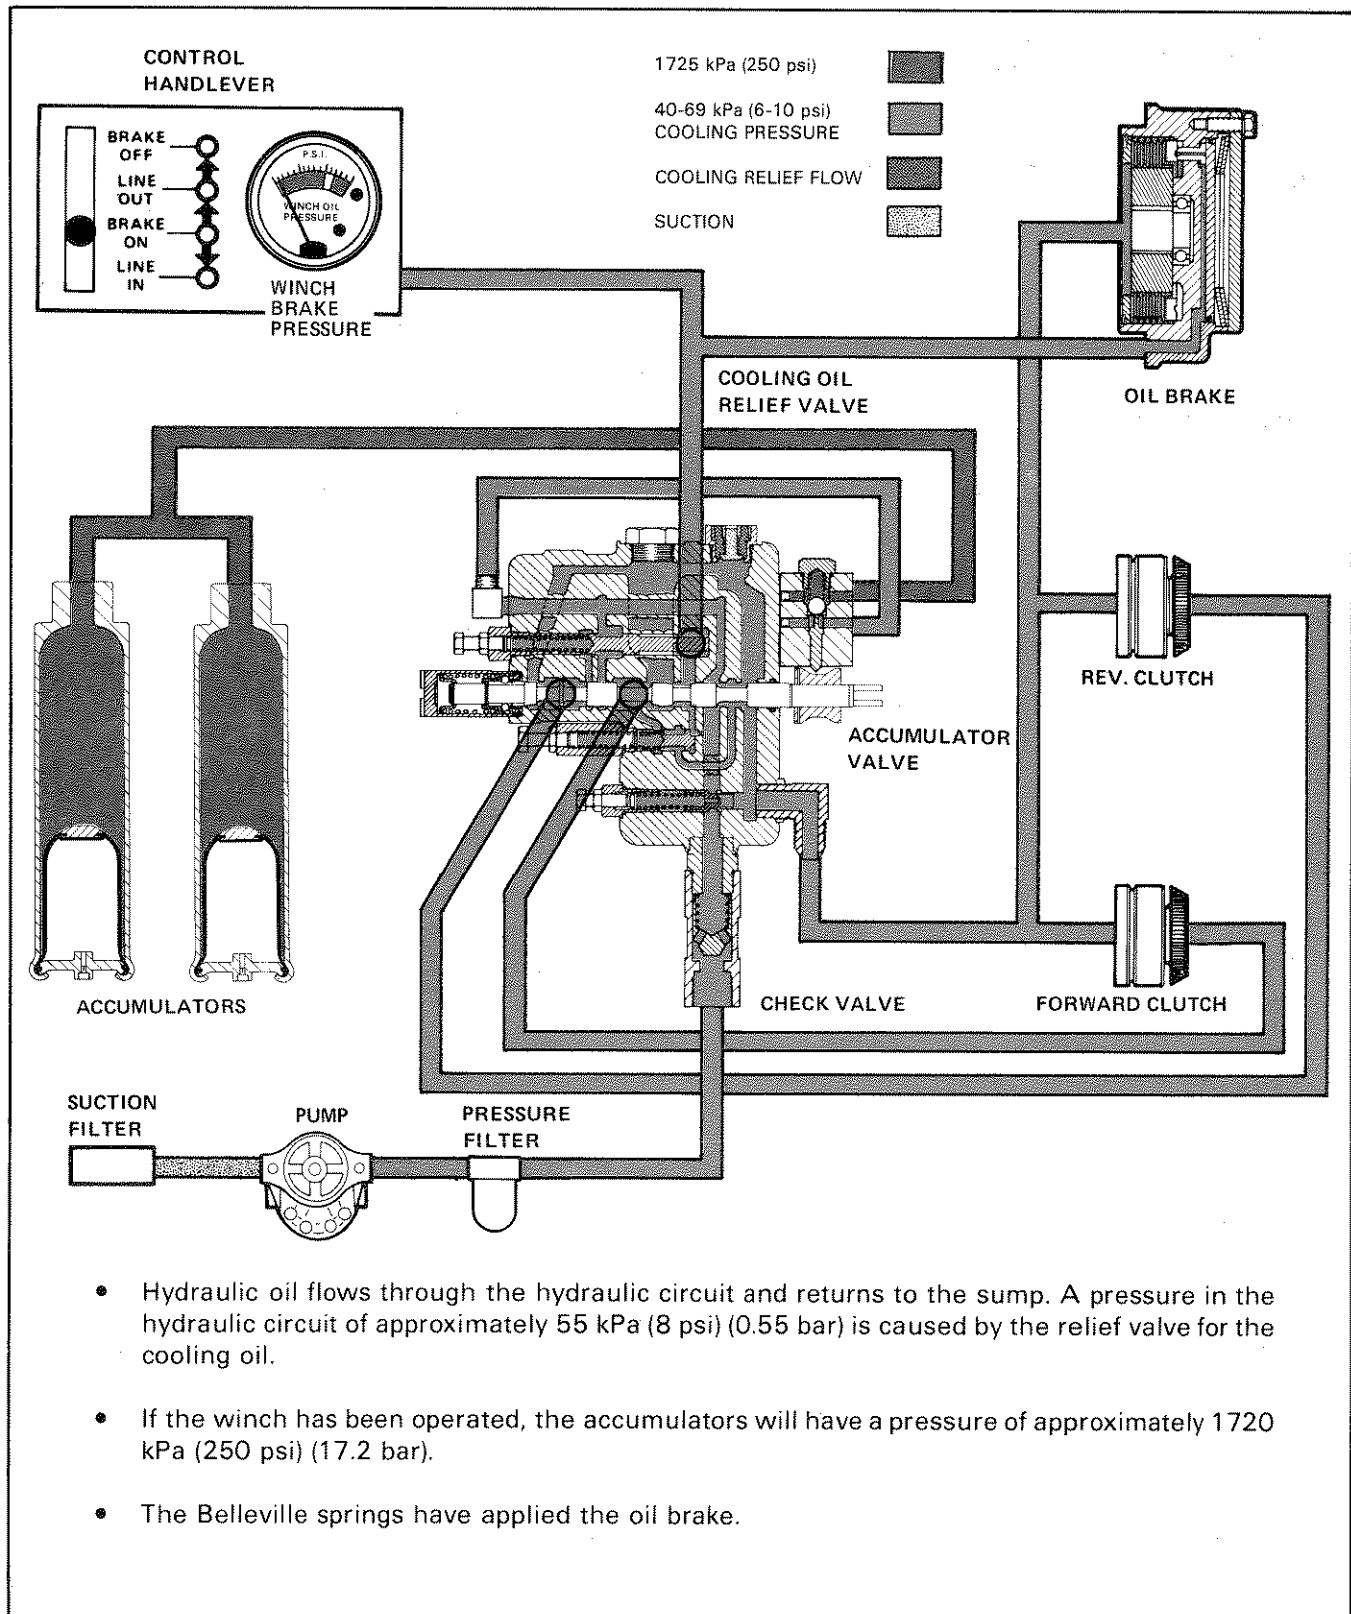 CONTROL
HANDLEVER
BRAKE
OFF
LINE
OUT
BRAKE
ON
LINE
IN
P.S.I.
WINCH OIL
PRESSURE
WINCH
BRAKE
PRESSURE
1725 kPa (250 psi)
40-69 kPa (6-10 psi)
COOLING PRESSURE
COOLING RELIEF FLOW
SUCTION
OIL BRAKE
COOLING OIL
RELIEF VALVE
REV. CLUTCH
ACCUMULATOR
VALVE
ACCUMULATORS
CHECK VALVE
FORWARD CLUTCH
SUCTION
FILTER
PUMP
PRESSURE
FILTER
• Hydraulic oil flows through the hydraulic circuit and returns to the sump. A pressure in the
hydraulic circuit of approximately 55 kPa (8 psi) (0.55 bar) is caused by the relief valve for the
cooling oil.
• If the winch has been operated, the accumulators will have a pressure of approximately 1720
kPa (250 psi) (17.2 bar).
• The Belleville springs have applied the oil brake.